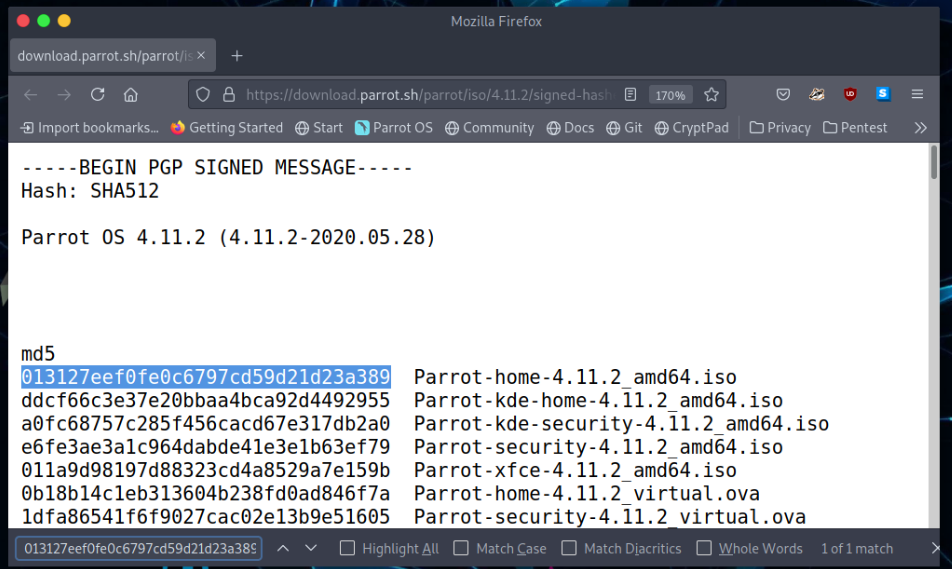 Mozilla Firefox
download.parrot.sh/parrot/is
https://download.parrot.sh/parrot/iso/4.11.2/signed-hash 170%
Import bookmarks... Getting Started Start Parrot OS Community Docs Git CryptPad Privacy Pentest
-----BEGIN PGP SIGNED MESSAGE-----
Hash: SHA512
Parrot OS 4.11.2 (4.11.2-2020.05.28)
md5
013127eef0fe0c6797cd59d21d23a389 Parrot-home-4.11.2_amd64.iso
ddcf66c3e37e20bbaa4bca92d4492955 Parrot-kde-home-4.11.2_amd64.iso
a0fc68757c285f456cacd67e317db2a0 Parrot-kde-security-4.11.2_amd64.iso
e6fe3ae3a1c964dabde41e3e1b63ef79 Parrot-security-4.11.2_amd64.iso
011a9d98197d88323cd4a8529a7e159b Parrot-xfce-4.11.2_amd64.iso
0b18b14c1eb313604b238fd0ad846f7a Parrot-home-4.11.2_virtual.ova
1dfa86541f6f9027cac02e13b9e51605 Parrot-security-4.11.2_virtual.ova
013127eef0fe0c6797cd59d21d23a389 Highlight All Match Case Match Diacritics Whole Words 1 of 1 match